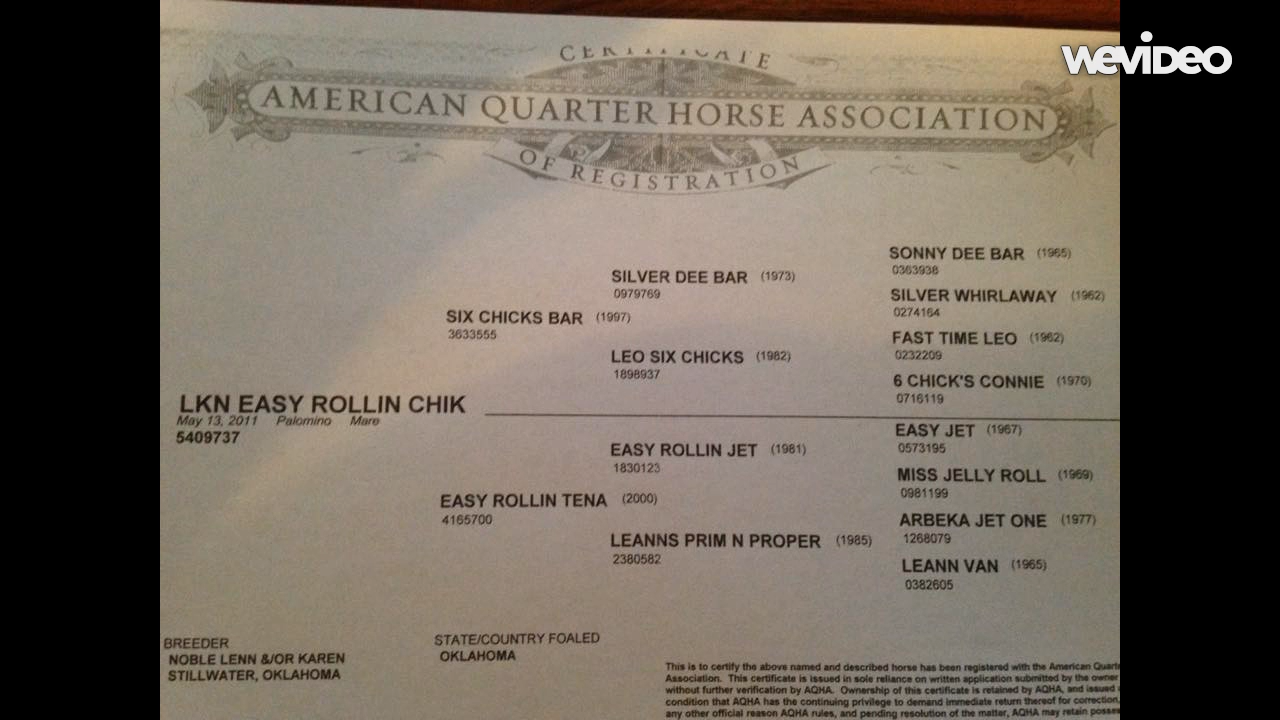 wevideo
CERTIFICATE
AMERICAN QUARTER HORSE ASSOCIATION
OF REGISTRATION
SONNY DEE BAR (1965)
0363938
SILVER DEE BAR (1973)
0979769
SILVER WHIRLAWAY (1962)
0274164
SIX CHICKS BAR (1997)
3633555
FAST TIME LEO (1962)
0232209
LEO SIX CHICKS (1982)
1898937
6 CHICK'S CONNIE (1970)
0716119
LKN EASY ROLLIN CHIK
May 13, 2011 Palomino Mare
5409737
EASY JET (1967)
0573195
EASY ROLLIN JET (1981)
1830123
MISS JELLY ROLL (1969)
0981199
EASY ROLLIN TENA (2000)
4165700
ARBEKA JET ONE (1977)
1268079
LEANNS PRIM N PROPER (1985)
2380582
LEANN VAN (1965)
0382605
BREEDER
NOBLE LENN &/OR KAREN
STILLWATER, OKLAHOMA
STATE/COUNTRY FOALED
OKLAHOMA
This is to certify the above named and described horse has been registered with the American Quart
Association. This certificate is issued in sole reliance on written application submitted by the owner
without further verification by AQHA. Ownership of this certificate is retained by AQHA, and issued
condition that AQHA has the continuing privilege to demand immediate return thereof for correction,
any other official reason AQHA rules, and pending resolution of the matter, AQHA may retain posses